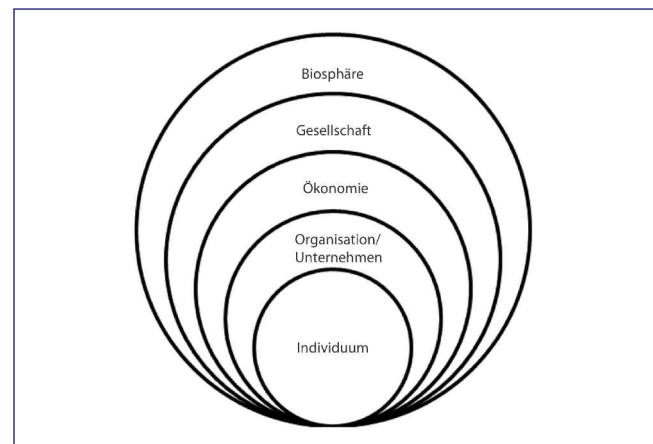 Biosphäre
Gesellschaft
Ökonomie
Organisation/
Unternehmen
Individuum